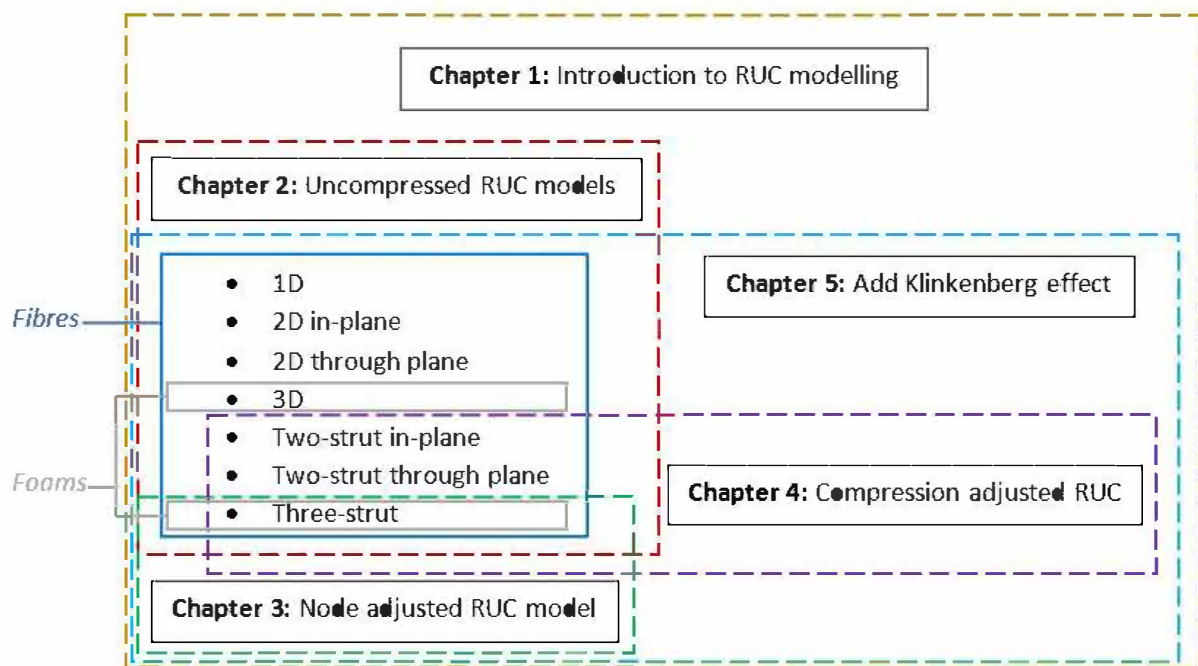 Chapter 1: Introduction to RUC modelling
Chapter 2: Uncompressed RUC models
Chapter 5: Add Klinkenberg effect
Fibres
• 1D
• 2D in-plane
• 2D through plane
• 3D
• Two-strut in-plane
• Two-strut through plane
• Three-strut
Foams
Chapter 4: Compression adjusted RUC
Chapter 3: Node adjusted RUC model